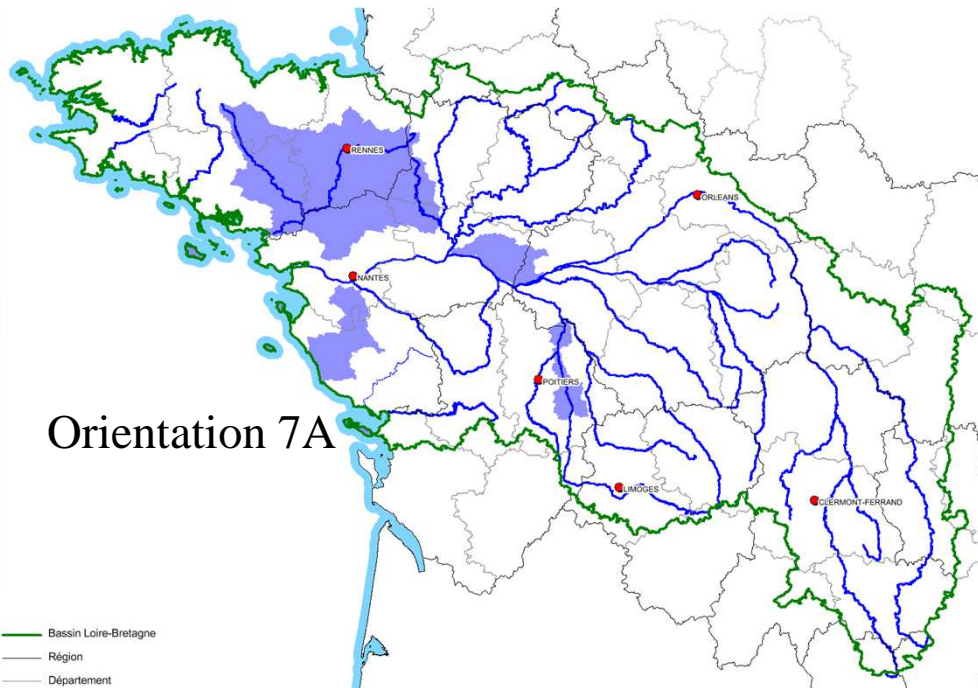 RENNES
ORLEANS
NANTES
POITIERS
Orientation 7A
LIMOGES
CLERMONT-FERRAND
Bassin Loire-Bretagne
Région
Département